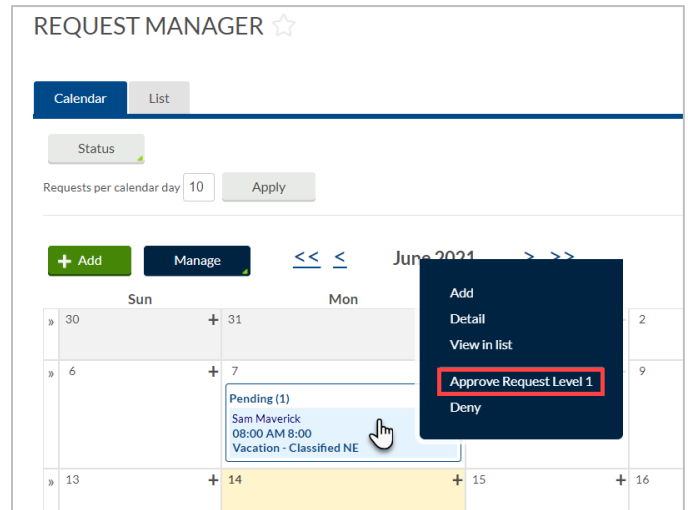 REQUEST MANAGER
Calendar List
Status
Requests per calendar day 10 Apply
+ Add Manage << < June 2021 > >>
Sun Mon
» 30 + 31 2
» 6 + 7 9
Pending (1)
Sam Maverick
08:00 AM 8:00
Vacation - Classified NE
» 13 + 14 + 15 + 16
Add
Detail
View in list
Approve Request Level 1
Deny